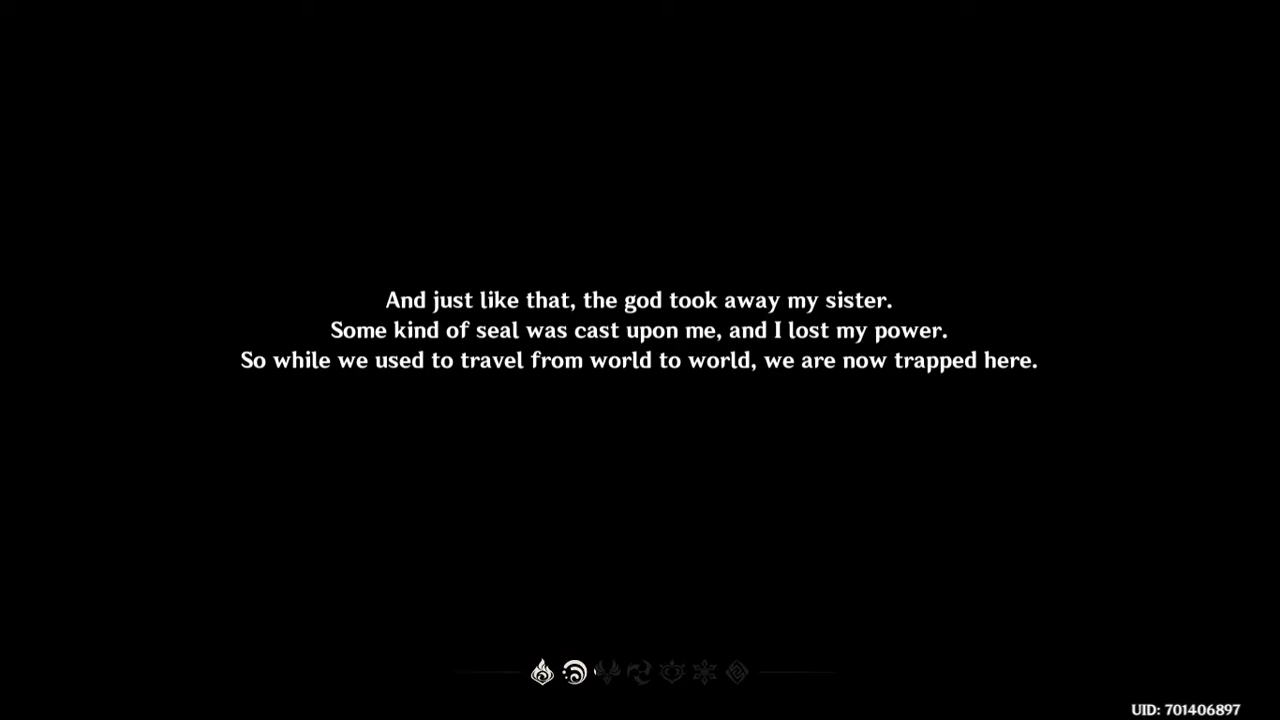 And just like that, the god took away my sister.
Some kind of seal was cast upon me, and I lost my power.
So while we used to travel from world to world, we are now trapped here.
UID: 701406897